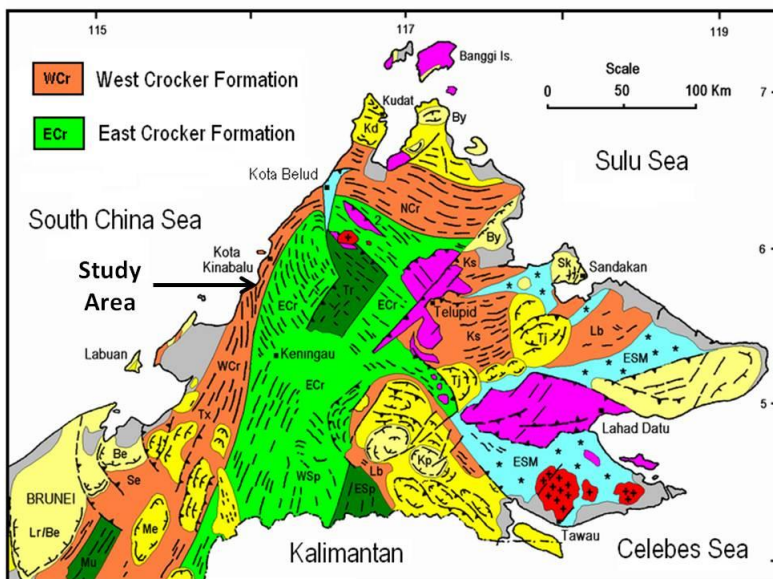 115
117
119
WCr West Crocker Formation
ECr East Crocker Formation
Banggi Is.
Scale
0 50 100 Km
7
Kudat
Kd
By
Sulu Sea
Kota Belud
6
South China Sea
NCr
2
By
Kota
Kinabalu
Ks
Sk
Sandakan
Study
Area
ECr
Tr
ECr
Telupid
Ks
Tj
Lb
ESM
Labuan
WCr
Keningau
ECr
Tj
5
Tx
Lahad Datu
Be
Se
Kp
Lb
ESM
BRUNEI
WSp
ESp
Lr/Be
Me
Mu
Kalimantan
Tawau
Celebes Sea
4